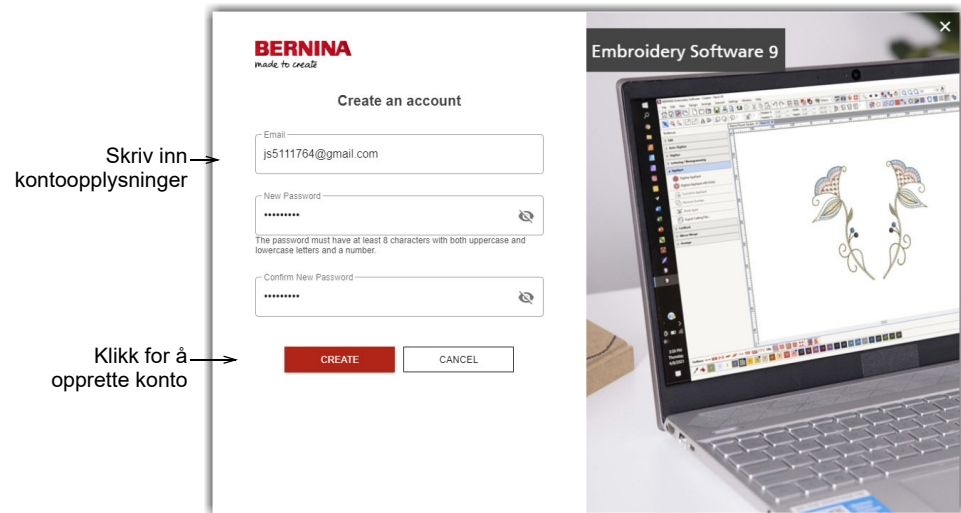 BERNINA
made to create
Embroidery Software 9
Create an account
Email
js5111764@gmail.com
Skriv inn
kontoopplysninger
New Password
•••••••••
The password must have at least 8 characters with both uppercase and
lowercase letters and a number.
Confirm New Password
•••••••••
Klikk for å
opprette konto
CREATE
CANCEL